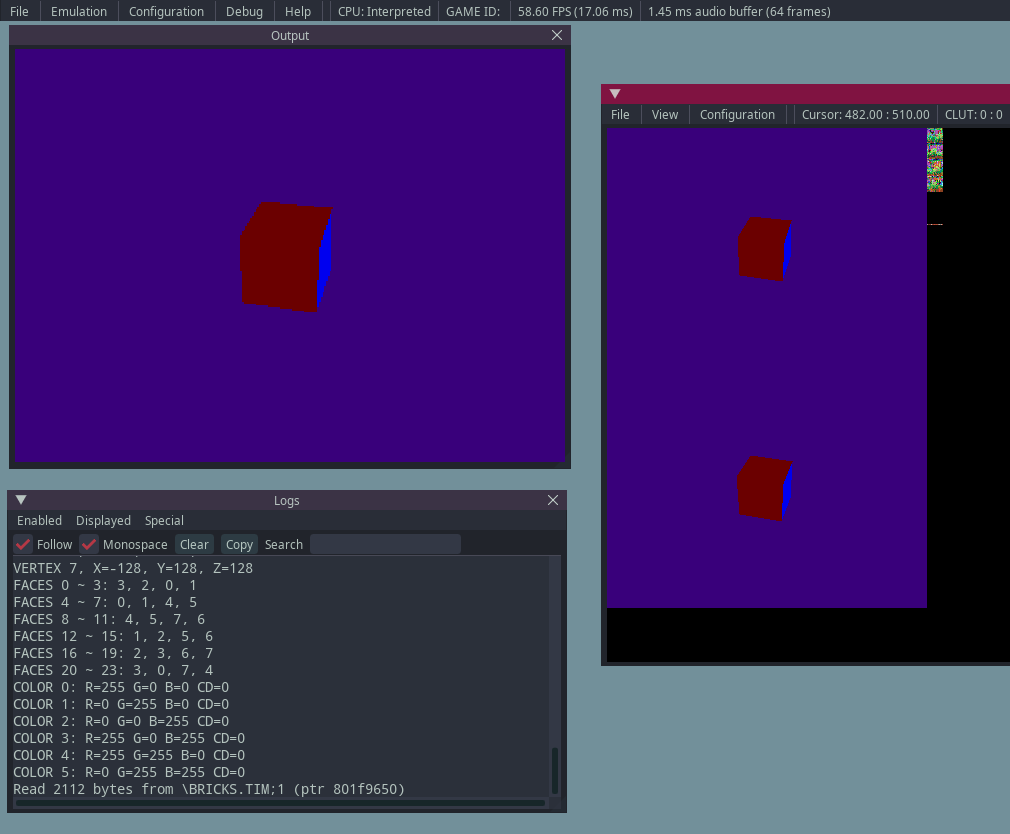 File Emulation Configuration Debug Help CPU: Interpreted GAME ID: 58.60 FPS (17.06 ms) 1.45 ms audio buffer (64 frames)
Output
File View Configuration Cursor: 482.00 : 510.00 CLUT: 0 : 0
Logs
Enabled Displayed Special
Follow Monospace Clear Copy Search
VERTEX 7, X=-128, Y=128, Z=128
FACES 0 ~ 3: 3, 2, 0, 1
FACES 4 ~ 7: 0, 1, 4, 5
FACES 8 ~ 11: 4, 5, 7, 6
FACES 12 ~ 15: 1, 2, 5, 6
FACES 16 ~ 19: 2, 3, 6, 7
FACES 20 ~ 23: 3, 0, 7, 4
COLOR 0: R=255 G=0 B=0 CD=0
COLOR 1: R=0 G=255 B=0 CD=0
COLOR 2: R=0 G=0 B=255 CD=0
COLOR 3: R=255 G=0 B=255 CD=0
COLOR 4: R=255 G=255 B=0 CD=0
COLOR 5: R=0 G=255 B=255 CD=0
Read 2112 bytes from \BRICKS.TIM;1 (ptr 801f9650)